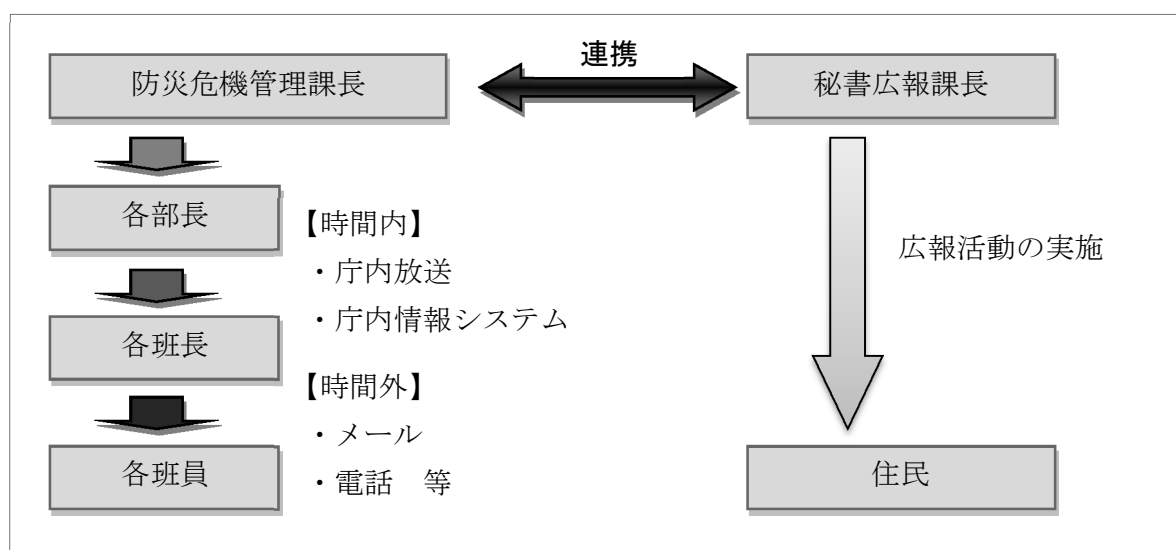 連携
防災危機管理課長
秘書広報課長
各部長
【時間内】
・庁内放送
・庁内情報システム
各班長
【時間外】
・メール
・電話　等
各班員
広報活動の実施
住民